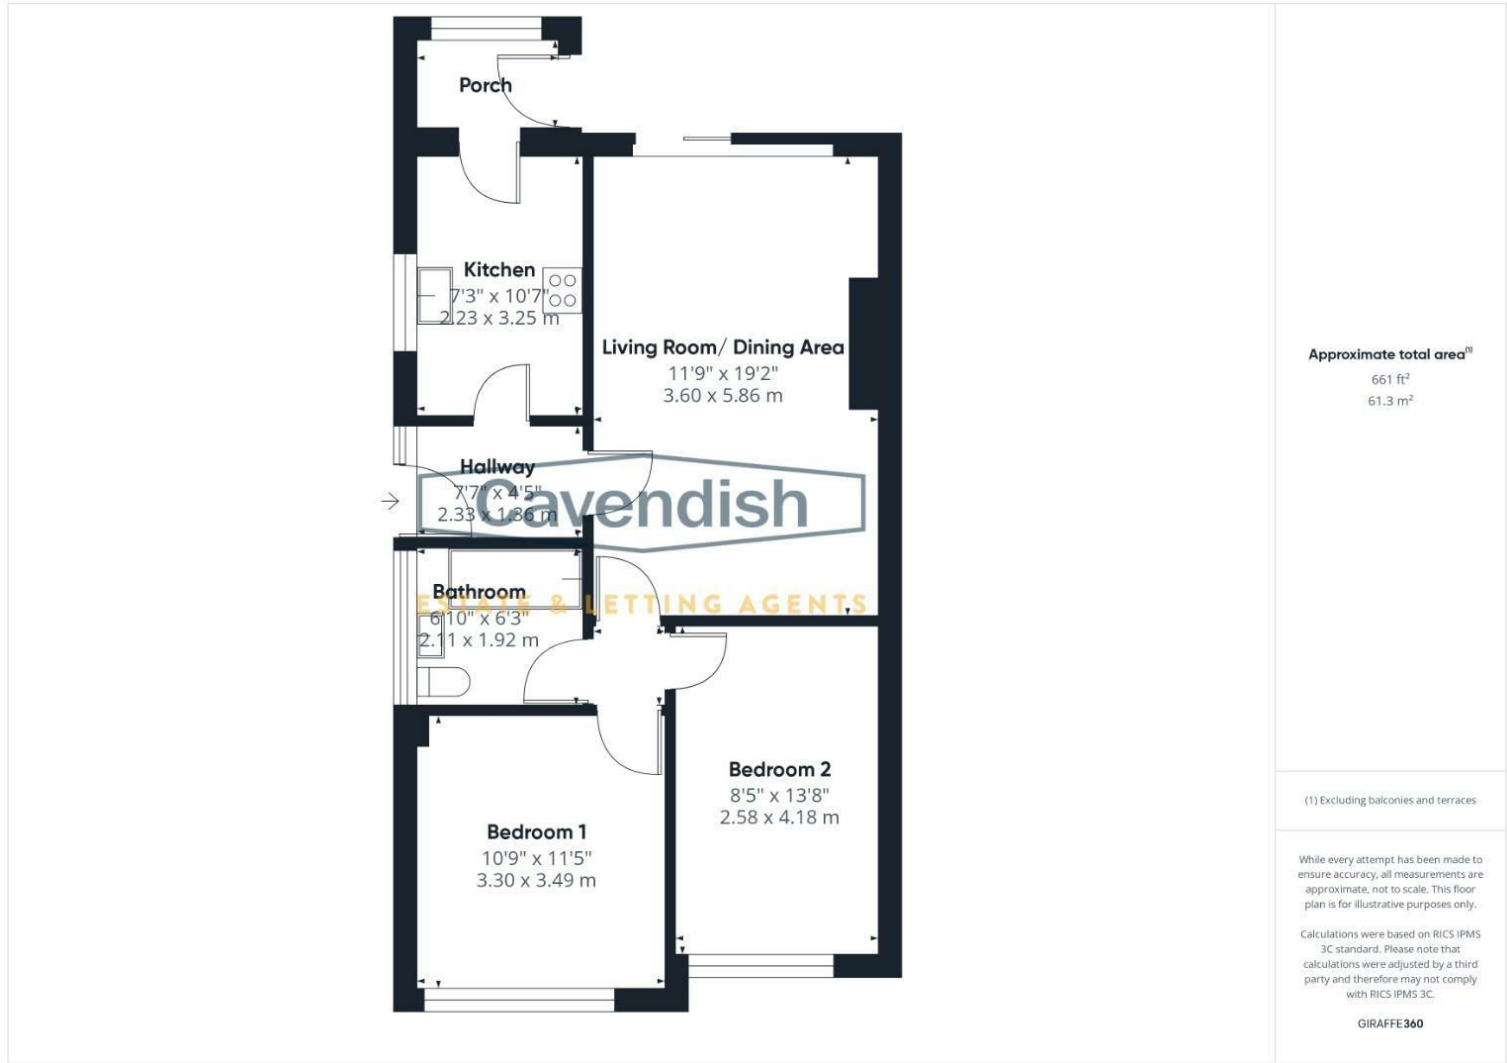 Porch
Kitchen
7'3" x 10'7"
2.23 x 3.25 m
Living Room/ Dining Area
11'9" x 19'2"
3.60 x 5.86 m
Hallway
7'7" x 4'5"
2.33 x 1.36 m
Cavendish
ESTATE & LETTING AGENTS
Bathroom
6'10" x 6'3"
2.11 x 1.92 m
Bedroom 1
10'9" x 11'5"
3.30 x 3.49 m
Bedroom 2
8'5" x 13'8"
2.58 x 4.18 m
Approximate total area⁽¹⁾
661 ft²
61.3 m²
(1) Excluding balconies and terraces
While every attempt has been made to
ensure accuracy, all measurements are
approximate, not to scale. This floor
plan is for illustrative purposes only.
Calculations were based on RICS IPMS
3C standard. Please note that
calculations were adjusted by a third
party and therefore may not comply
with RICS IPMS 3C.
GIRAFFE360